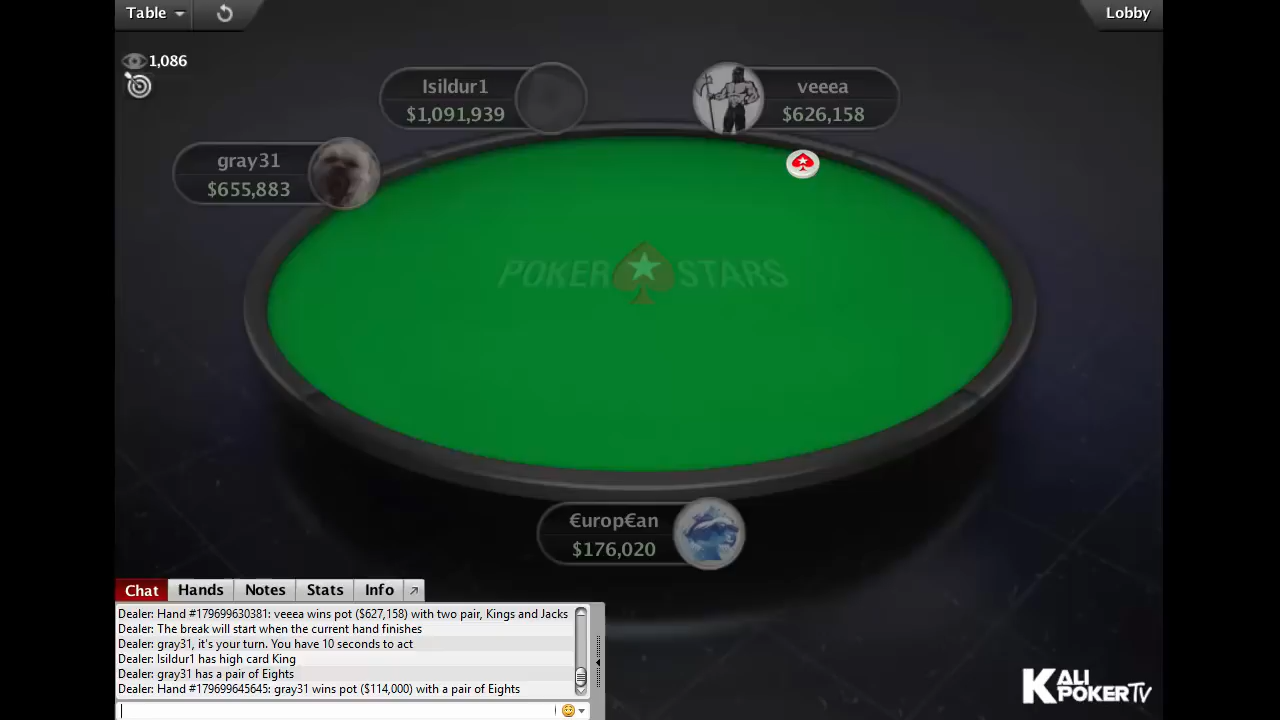 Table
Lobby
1,086
Isildur1
$1,091,939
veeea
$626,158
gray31
$655,883
POKER STARS
€urop€an
$176,020
Chat Hands Notes Stats Info
Dealer: Hand #179699630381: veeea wins pot ($627,158) with two pair, Kings and Jacks
Dealer: The break will start when the current hand finishes
Dealer: gray31, it's your turn. You have 10 seconds to act
Dealer: Isildur1 has high card King
Dealer: gray31 has a pair of Eights
Dealer: Hand #179699645645: gray31 wins pot ($114,000) with a pair of Eights
KALI
POKERTV